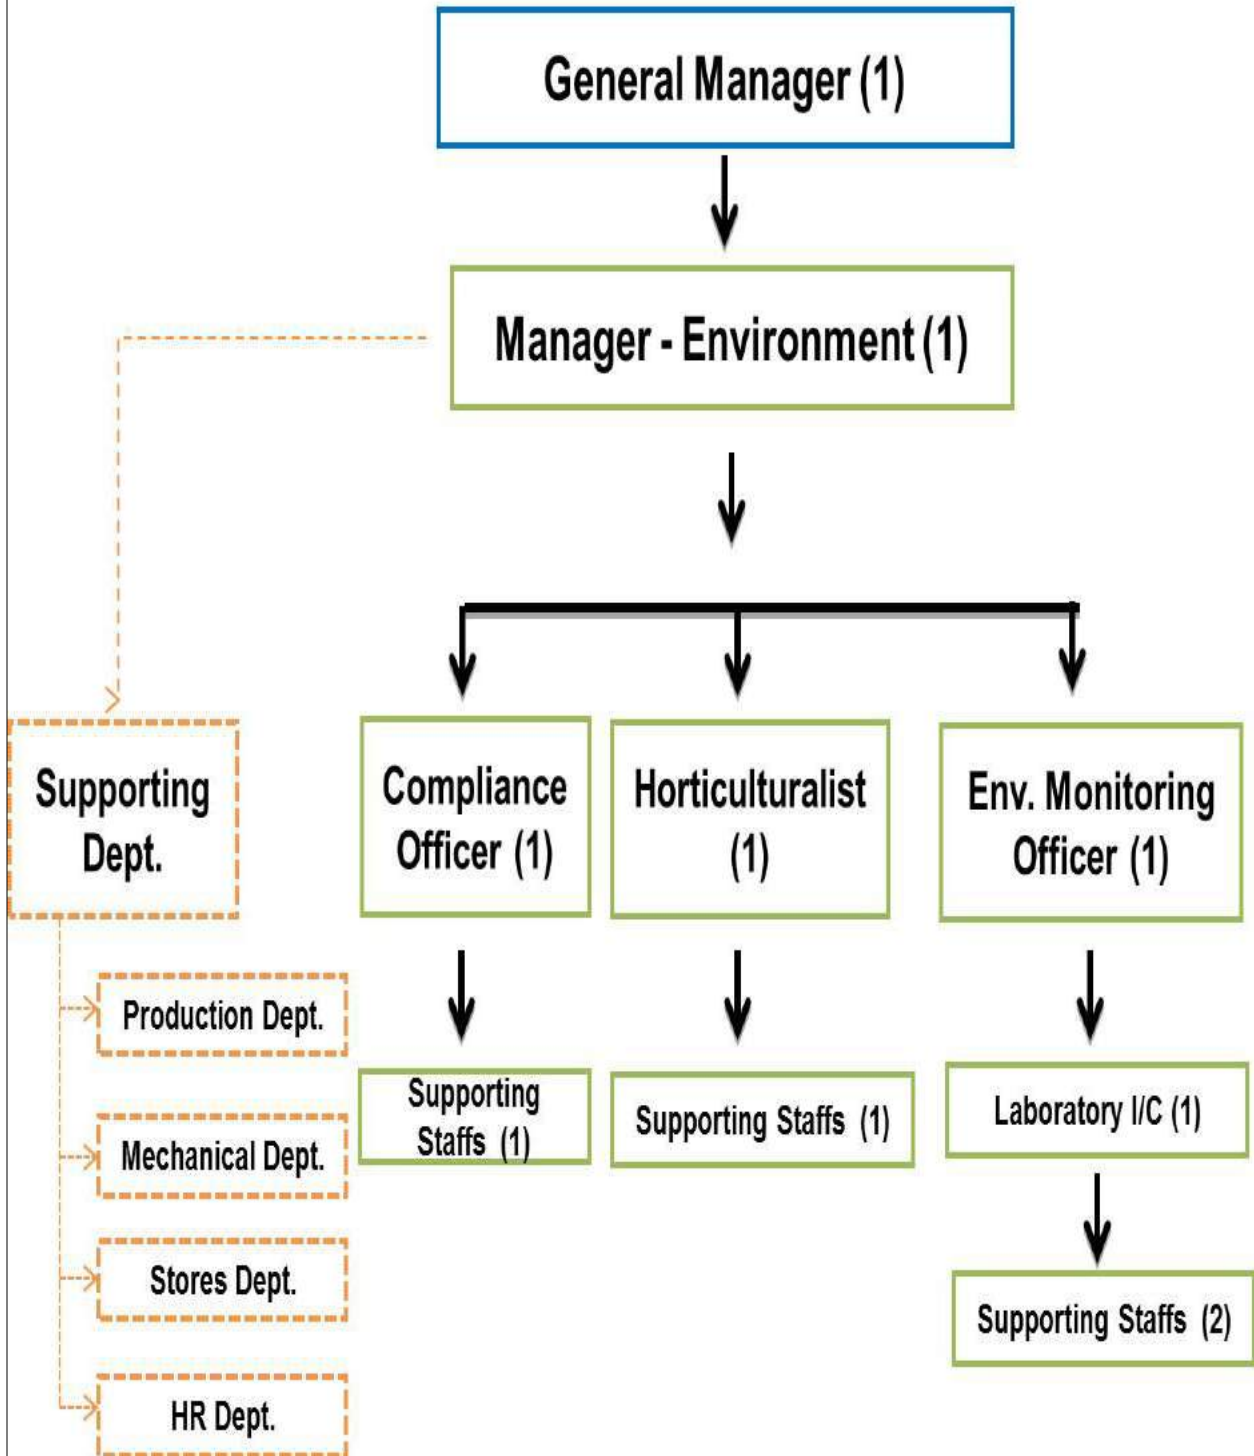 General Manager (1)
Manager - Environment (1)
Supporting
Dept.
Compliance
Officer (1)
Horticulturalist
(1)
Env. Monitoring
Officer (1)
Production Dept.
Mechanical Dept.
Stores Dept.
HR Dept.
Supporting
Staffs (1)
Supporting Staffs (1)
Laboratory I/C (1)
Supporting Staffs (2)